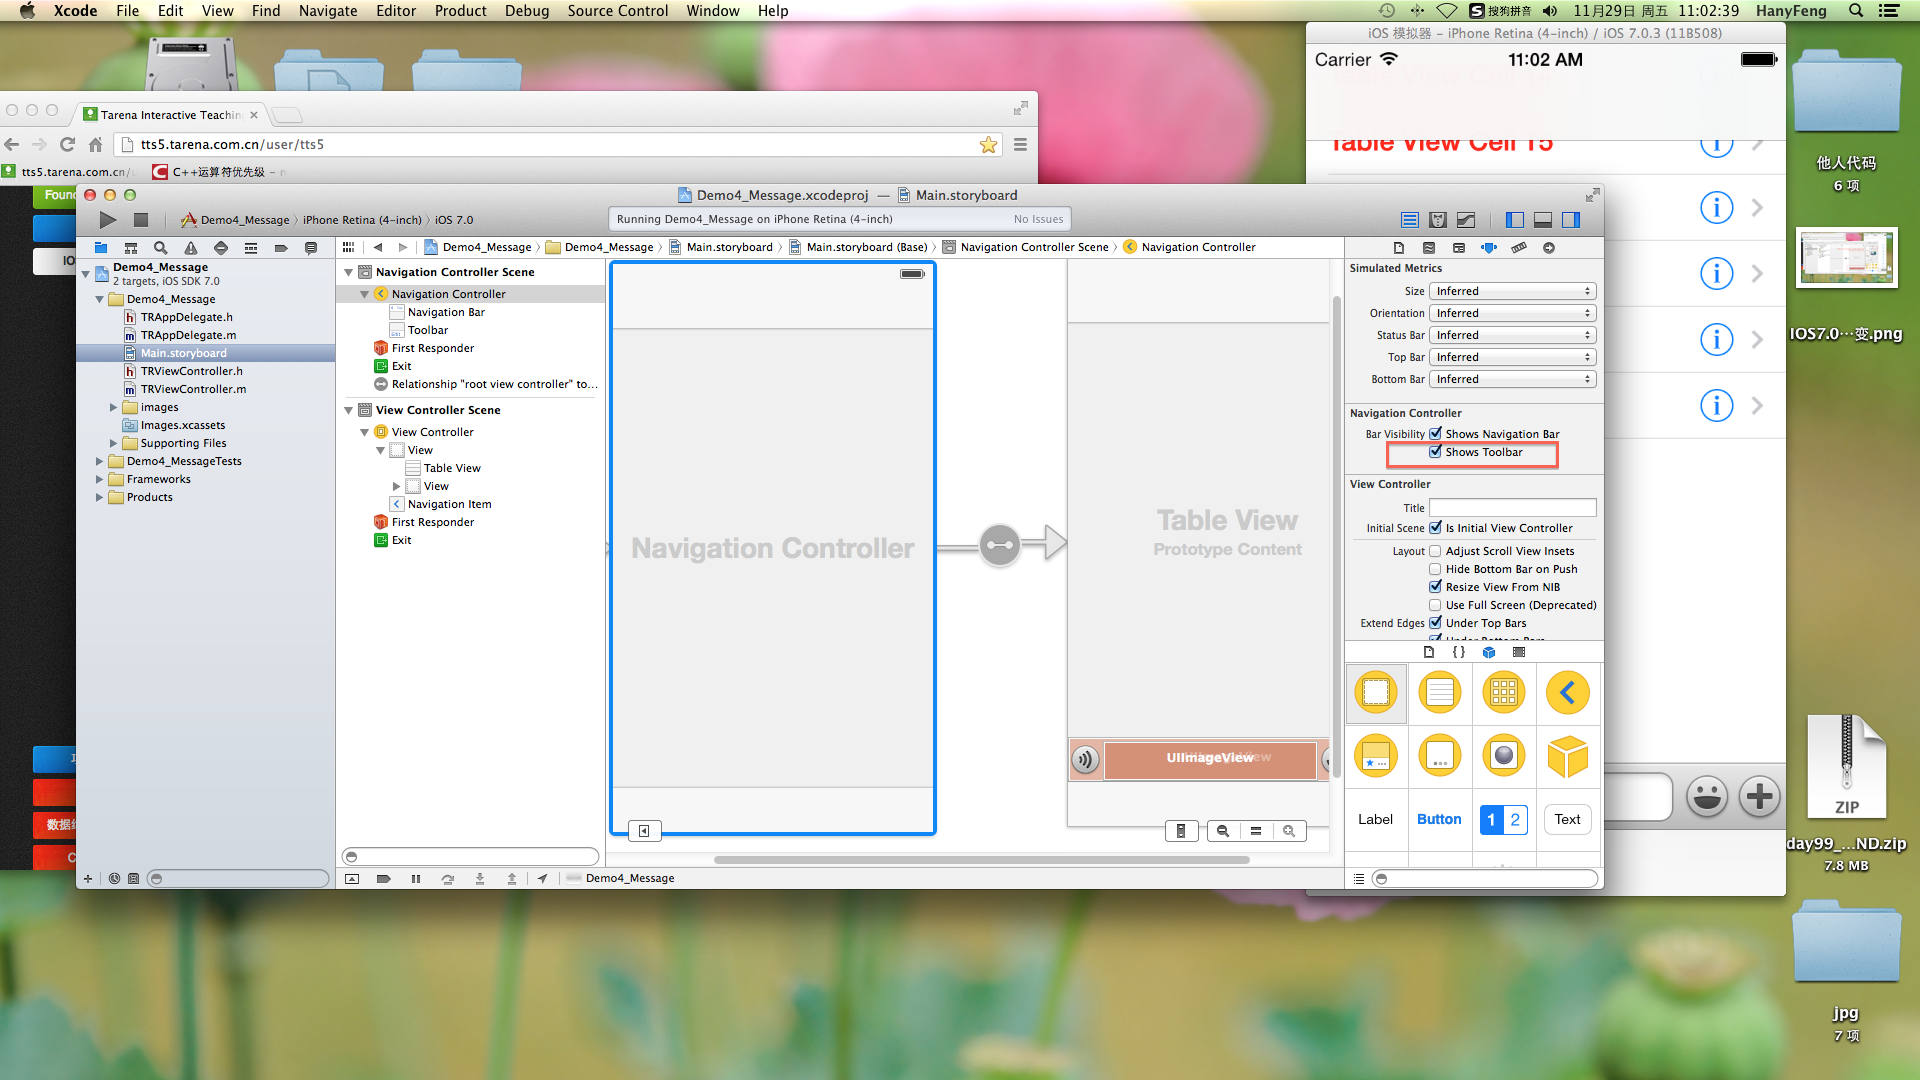 Xcode File Edit View Find Navigate Editor Product Debug Source Control Window Help
搜狗拼音 11月29日 周五 11:02:39 HanyFeng
iOS 模拟器 – iPhone Retina (4-inch) / iOS 7.0.3 (11B508)
Carrier 11:02 AM
Table View Cell 15
Tarena Interactive Teachin
tts5.tarena.com.cn/user/tts5
tts5.tarena.com.cn/
C++运算符优先级 –
Found
数据结
Demo4_Message.xcodeproj — Main.storyboard
Demo4_Message iPhone Retina (4-inch) iOS 7.0
Running Demo4_Message on iPhone Retina (4-inch) No Issues
Demo4_Message Demo4_Message Main.storyboard Main.storyboard (Base) Navigation Controller Scene Navigation Controller
Demo4_Message
2 targets, iOS SDK 7.0
Demo4_Message
TRAppDelegate.h
TRAppDelegate.m
Main.storyboard
TRViewController.h
TRViewController.m
images
Images.xcassets
Supporting Files
Demo4_MessageTests
Frameworks
Products
Navigation Controller Scene
Navigation Controller
Navigation Bar
Toolbar
First Responder
Exit
Relationship "root view controller" to...
View Controller Scene
View Controller
View
Table View
View
Navigation Item
First Responder
Exit
Navigation Controller
Table View
Prototype Content
UIImageView
Demo4_Message
Simulated Metrics
Size Inferred
Orientation Inferred
Status Bar Inferred
Top Bar Inferred
Bottom Bar Inferred
Navigation Controller
Bar Visibility Shows Navigation Bar
Shows Toolbar
View Controller
Title
Initial Scene Is Initial View Controller
Layout Adjust Scroll View Insets
Hide Bottom Bar on Push
Resize View From NIB
Use Full Screen (Deprecated)
Extend Edges Under Top Bars
Under Bottom Bars
Label Button 1 2 Text
他人代码
6 项
IOS7.0…变.png
ZIP
day99_...ND.zip
7.8 MB
jpg
7 项